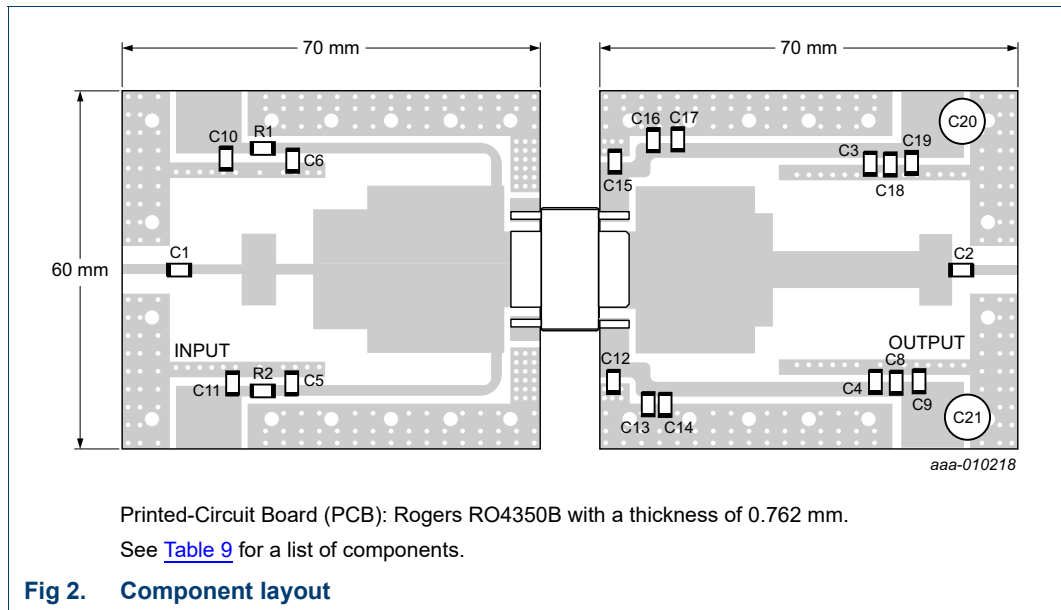 70 mm
70 mm
60 mm
C10
R1
C6
C1
INPUT
C11
R2
C5
C16
C17
C15
C20
C3
C19
C18
C2
OUTPUT
C12
C13
C14
C4
C8
C9
C21
aaa-010218
Printed-Circuit Board (PCB): Rogers RO4350B with a thickness of 0.762 mm.
See Table 9 for a list of components.
Fig 2. Component layout